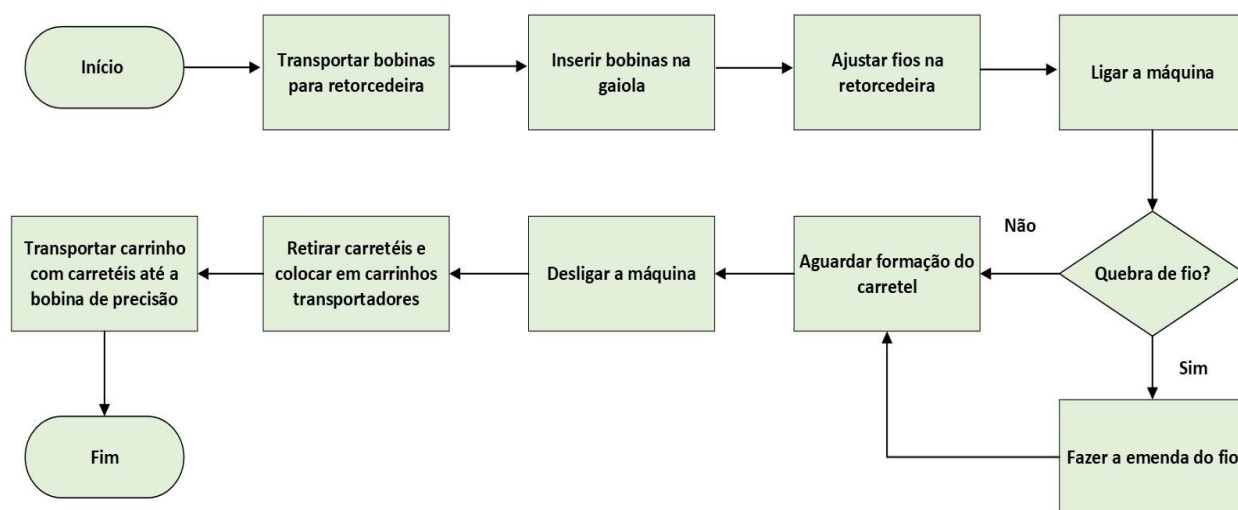 Início
Transportar bobinas
para retorcedeira
Inserir bobinas na
gaiola
Ajustar fios na
retorcedeira
Ligar a máquina
Não
Quebra de fio?
Aguardar formação do
carretel
Desligar a máquina
Retirar carretéis e
colocar em carrinhos
transportadores
Transportar carrinho
com carretéis até a
bobina de precisão
Sim
Fazer a emenda do fio
Fim